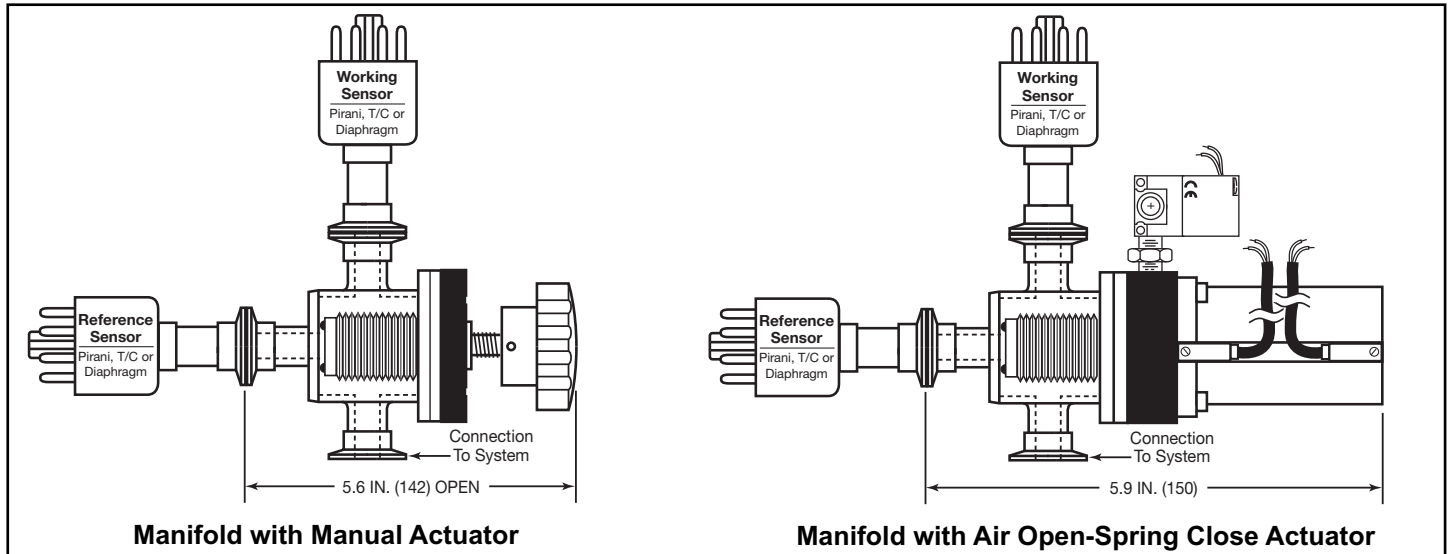 Working
Sensor
Pirani, T/C or
Diaphragm
Reference
Sensor
Pirani, T/C or
Diaphragm
Connection
To System
5.6 IN. (142) OPEN
Manifold with Manual Actuator
Working
Sensor
Pirani, T/C or
Diaphragm
CE
Reference
Sensor
Pirani, T/C or
Diaphragm
Connection
To System
5.9 IN. (150)
Manifold with Air Open-Spring Close Actuator